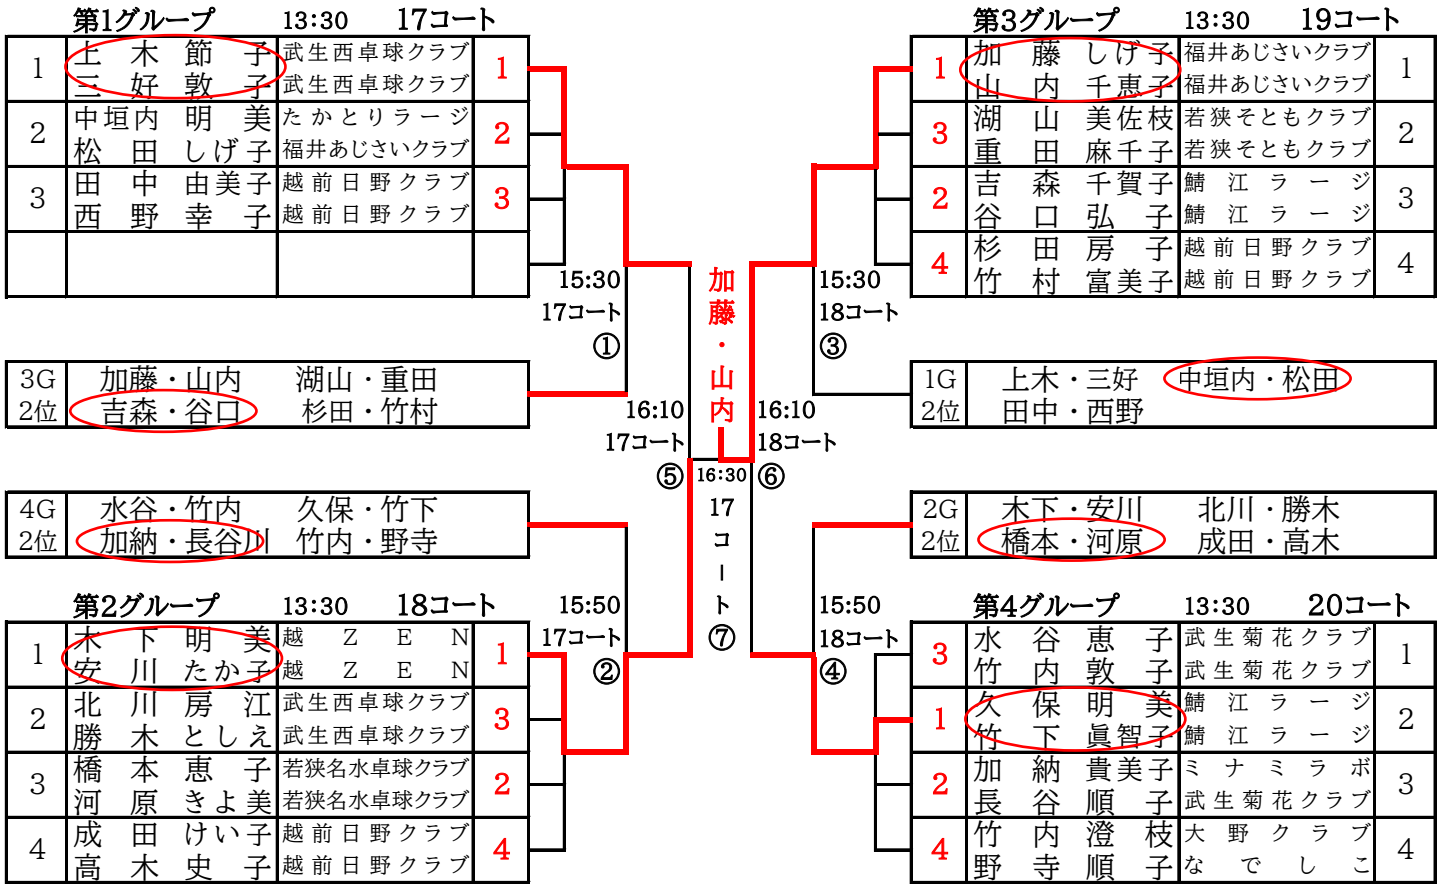 第1グループ 13:30 17コート
1 上木節子 武生西卓球クラブ 1
三好敦子 武生西卓球クラブ
2 中垣内明美 たかとりラージ 2
松田しげ子 福井あじさいクラブ
3 田中由美子 越前日野クラブ 3
西野幸子 越前日野クラブ
15:30
17コート
①
3G 加藤・山内 湖山・重田
2位 吉森・谷口 杉田・竹村
16:10
17コート
⑤
4G 水谷・竹内 久保・竹下
2位 加納・長谷川 竹内・野寺
第2グループ 13:30 18コート
15:50
17コート
②
1 木下明美 越ZEN 1
安川たか子 越ZEN
2 北川房江 武生西卓球クラブ 3
勝木としえ 武生西卓球クラブ
3 橋本恵子 若狭名水卓球クラブ 2
河原きよ美 若狭名水卓球クラブ
4 成田けい子 越前日野クラブ 4
高木史子 越前日野クラブ
加藤・山内
16:30
17コート⑦
第3グループ 13:30 19コート
1 加藤しげ子 福井あじさいクラブ 1
山内千恵子 福井あじさいクラブ
3 湖山美佐枝 若狭そともクラブ 2
重田麻千子 若狭そともクラブ
2 吉森千賀子 鯖江ラージ 3
谷口弘子 鯖江ラージ
4 杉田房子 越前日野クラブ 4
竹村富美子 越前日野クラブ
15:30
18コート
③
1G 上木・三好 中垣内・松田
2位 田中・西野
16:10
18コート
⑥
2G 木下・安川 北川・勝木
2位 橋本・河原 成田・高木
第4グループ 13:30 20コート
15:50
18コート
④
3 水谷恵子 武生菊花クラブ 1
竹内敦子 武生菊花クラブ
1 久保明美 鯖江ラージ 2
竹下眞智子 鯖江ラージ
2 加納貴美子 ミナミラボ 3
長谷順子 武生菊花クラブ
4 竹内澄枝 大野クラブ 4
野寺順子 なでしこ